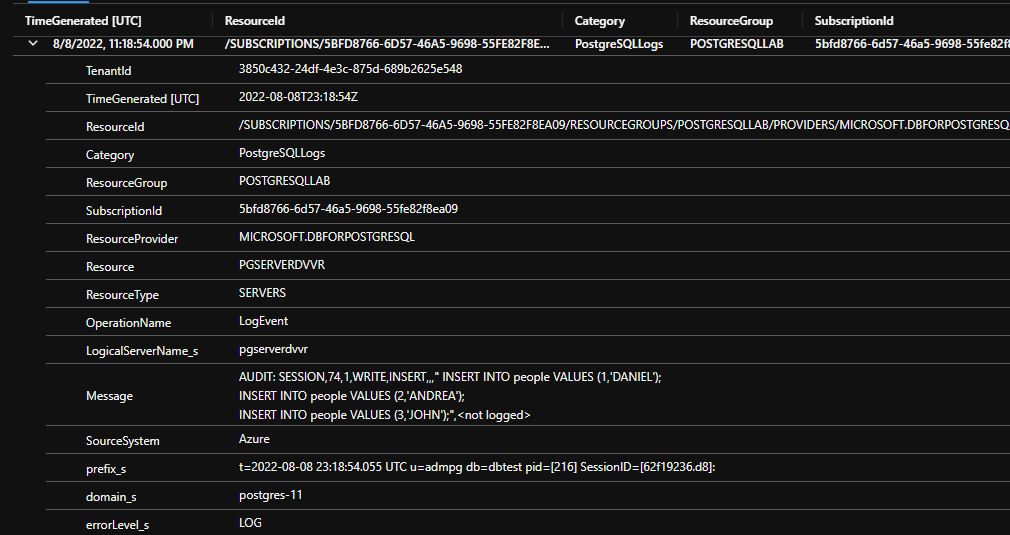 TimeGenerated [UTC] ResourceId Category ResourceGroup SubscriptionId
8/8/2022, 11:18:54.000 PM /SUBSCRIPTIONS/5BFD8766-6D57-46A5-9698-55FE82F8E... PostgreSQLLogs POSTGRESQLLAB 5bfd8766-6d57-46a5-9698-55fe82f8
TenantId 3850c432-24df-4e3c-875d-689b2625e548
TimeGenerated [UTC] 2022-08-08T23:18:54Z
ResourceId /SUBSCRIPTIONS/5BFD8766-6D57-46A5-9698-55FE82F8EA09/RESOURCEGROUPS/POSTGRESQLLAB/PROVIDERS/MICROSOFT.DBFORPOSTGRESQ
Category PostgreSQLLogs
ResourceGroup POSTGRESQLLAB
SubscriptionId 5bfd8766-6d57-46a5-9698-55fe82f8ea09
ResourceProvider MICROSOFT.DBFORPOSTGRESQL
Resource PGSERVERDVVR
ResourceType SERVERS
OperationName LogEvent
LogicalServerName_s pgserverdvvr
Message AUDIT: SESSION,74,1,WRITE,INSERT,,," INSERT INTO people VALUES (1,'DANIEL');
INSERT INTO people VALUES (2,'ANDREA');
INSERT INTO people VALUES (3,'JOHN');",<not logged>
SourceSystem Azure
prefix_s t=2022-08-08 23:18:54.055 UTC u=admpg db=dbtest pid=[216] SessionID=[62f19236.d8]:
domain_s postgres-11
errorLevel_s LOG